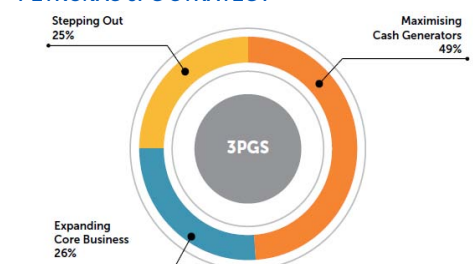 Stepping Out
25%
Maximising
Cash Generators
49%
3PGS
Expanding
Core Business
26%